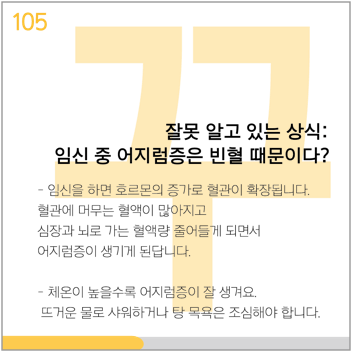 105
꾸
잘못 알고 있는 상식:
임신 중 어지럼증은 빈혈 때문이다?
- 임신을 하면 호르몬의 증가로 혈관이 확장됩니다.
혈관에 머무는 혈액이 많아지고
심장과 뇌로 가는 혈액량 줄어들게 되면서
어지럼증이 생기게 된답니다.
- 체온이 높을수록 어지럼증이 잘 생겨요.
뜨거운 물로 샤워하거나 탕 목욕은 조심해야 합니다.